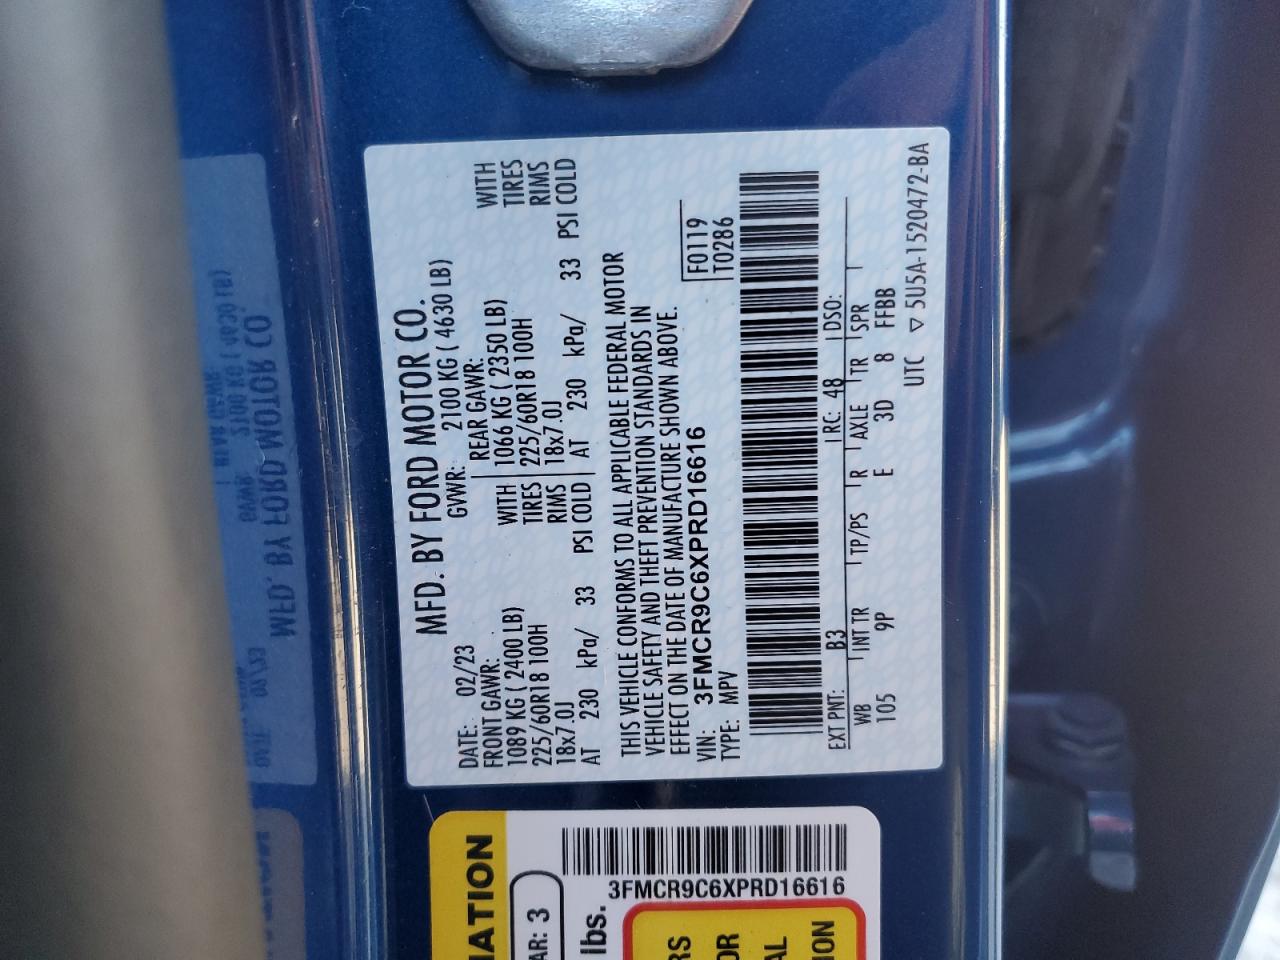 MFD. BY FORD MOTOR CO.
DATE: 02/23 GVWR: 2100 KG ( 4630 LB)
FRONT GAWR: REAR GAWR:
1089 KG ( 2400 LB) WITH 1066 KG ( 2350 LB) WITH
225/60R18 100H TIRES 225/60R18 100H TIRES
18x7.0J RIMS 18x7.0J RIMS
AT 230 kPa/ 33 PSI COLD AT 230 kPa/ 33 PSI COLD
THIS VEHICLE CONFORMS TO ALL APPLICABLE FEDERAL MOTOR
VEHICLE SAFETY AND THEFT PREVENTION STANDARDS IN
EFFECT ON THE DATE OF MANUFACTURE SHOWN ABOVE.
VIN: 3FMCR9C6XPRD16616 F0119
TYPE: MPV T0286
EXT PNT: B3 RC: 48 DSO:
WB INT TR TP/PS R AXLE TR SPR
105 9P E 3D 8 FFBB
UTC ▽ 5U5A-1520472-BA
3FMCR9C6XPRD16616
AR: 3
lbs.